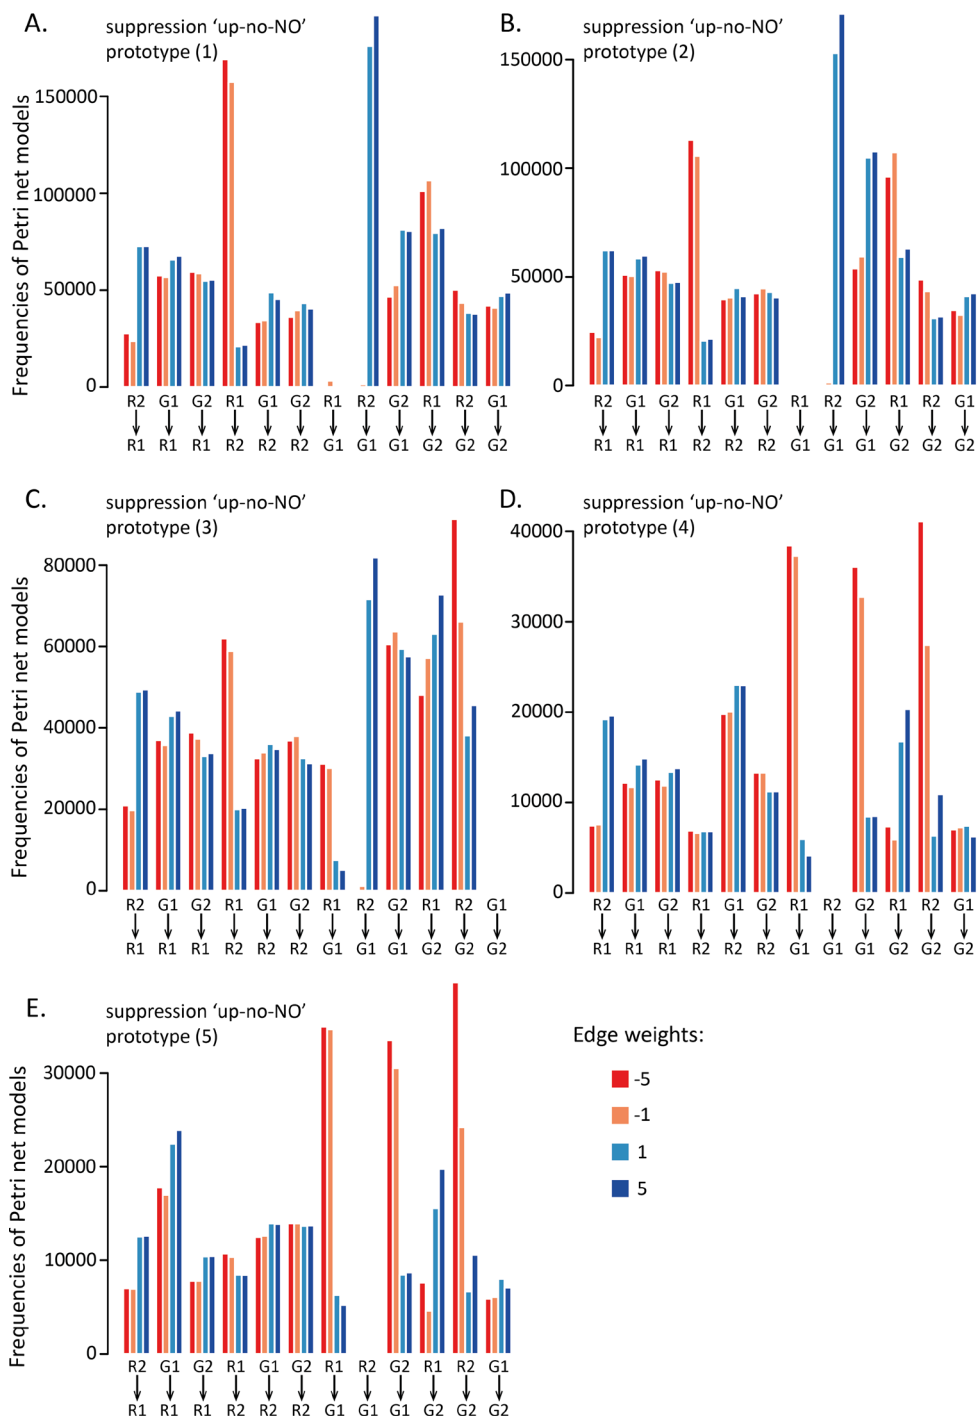 A.
suppression 'up-no-NO'
prototype (1)
Frequencies of Petri net models
150000
100000
50000
0
R2 G1 G2 R1 G1 G2 R1 R2 G2 R1 R2 G1
R1 R1 R1 R2 R2 R2 G1 G1 G1 G2 G2 G2
B.
suppression 'up-no-NO'
prototype (2)
150000
100000
50000
0
R2 G1 G2 R1 G1 G2 R1 R2 G2 R1 R2 G1
R1 R1 R1 R2 R2 R2 G1 G1 G1 G2 G2 G2
C.
suppression 'up-no-NO'
prototype (3)
Frequencies of Petri net models
80000
60000
40000
20000
0
R2 G1 G2 R1 G1 G2 R1 R2 G2 R1 R2 G1
R1 R1 R1 R2 R2 R2 G1 G1 G1 G2 G2 G2
D.
suppression 'up-no-NO'
prototype (4)
40000
30000
20000
10000
0
R2 G1 G2 R1 G1 G2 R1 R2 G2 R1 R2 G1
R1 R1 R1 R2 R2 R2 G1 G1 G1 G2 G2 G2
E.
suppression 'up-no-NO'
prototype (5)
Frequencies of Petri net models
30000
20000
10000
0
R2 G1 G2 R1 G1 G2 R1 R2 G2 R1 R2 G1
R1 R1 R1 R2 R2 R2 G1 G1 G1 G2 G2 G2
Edge weights:
-5
-1
1
5